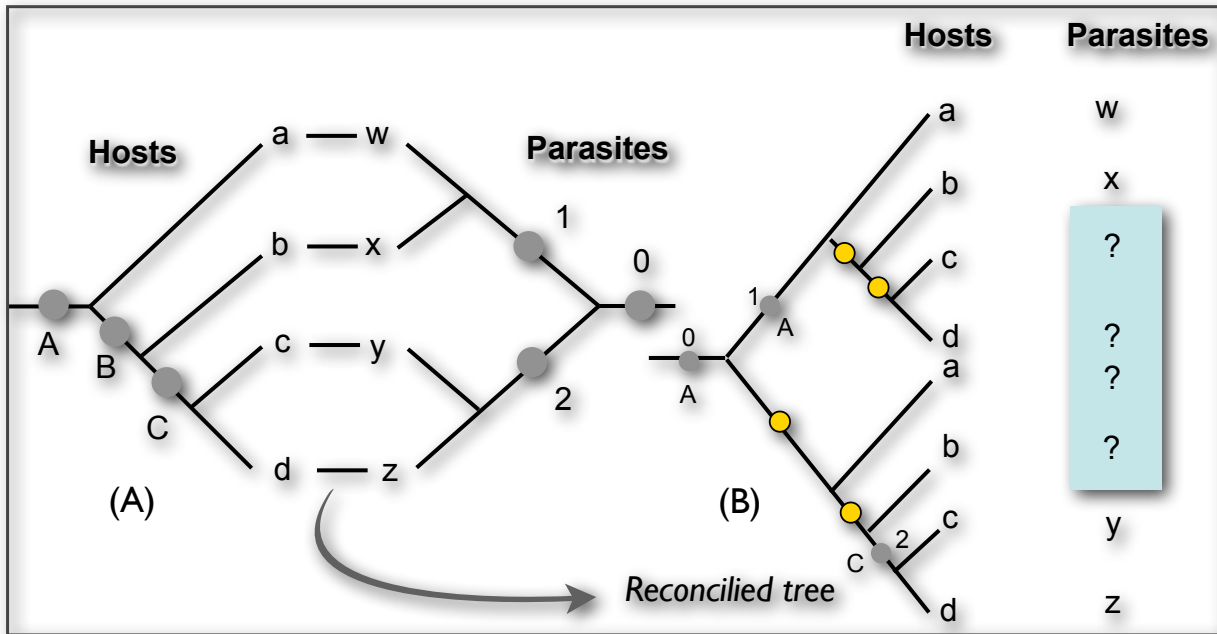 Hosts Parasites
a w
a — w
Hosts Parasites
b x
1
b — x 0
? c
1
A
A
0
B
c — y
? d
a ?
2
A
C
b ?
d — z
(A) (B)
c y
C 2
Reconcilied tree
d z